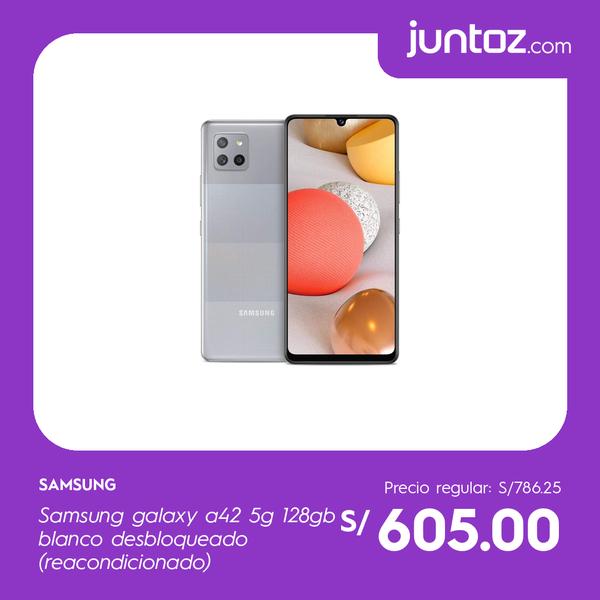 juntoz.com
SAMSUNG
SAMSUNG
Precio regular: S/786.25
Samsung galaxy a42 5g 128gb
blanco desbloqueado
(reacondicionado)
S/ 605.00